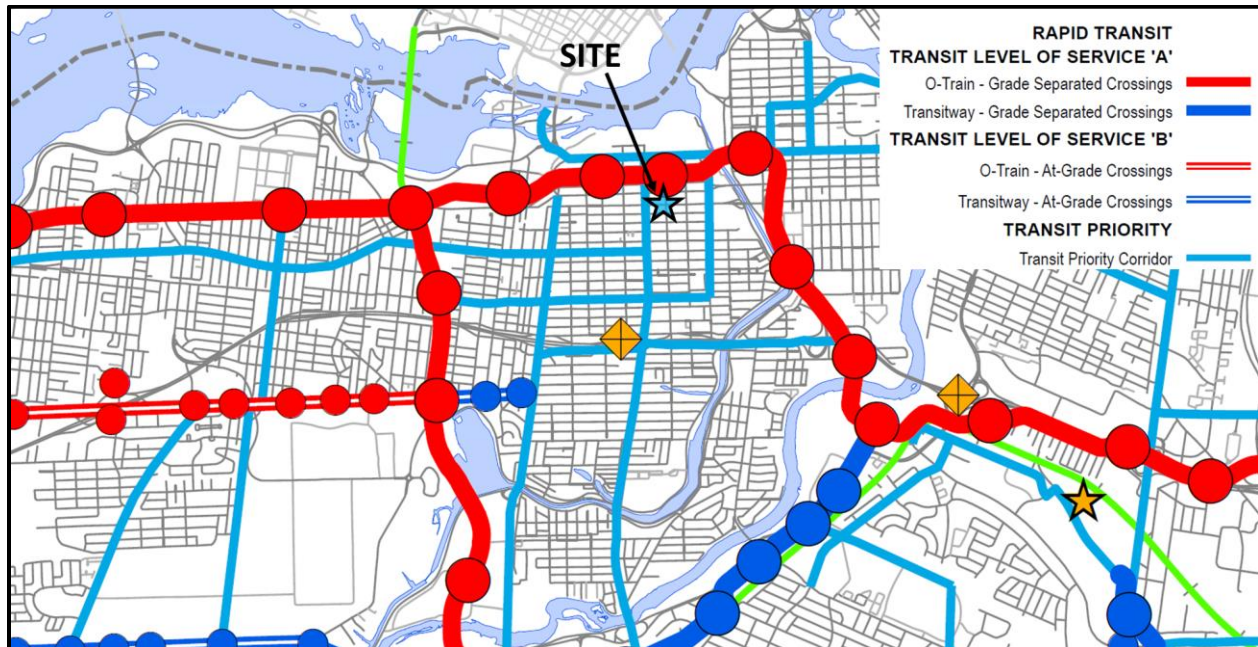 SITE
RAPID TRANSIT
TRANSIT LEVEL OF SERVICE 'A'
O-Train - Grade Separated Crossings
Transitway - Grade Separated Crossings
TRANSIT LEVEL OF SERVICE 'B'
O-Train - At-Grade Crossings
Transitway - At-Grade Crossings
TRANSIT PRIORITY
Transit Priority Corridor